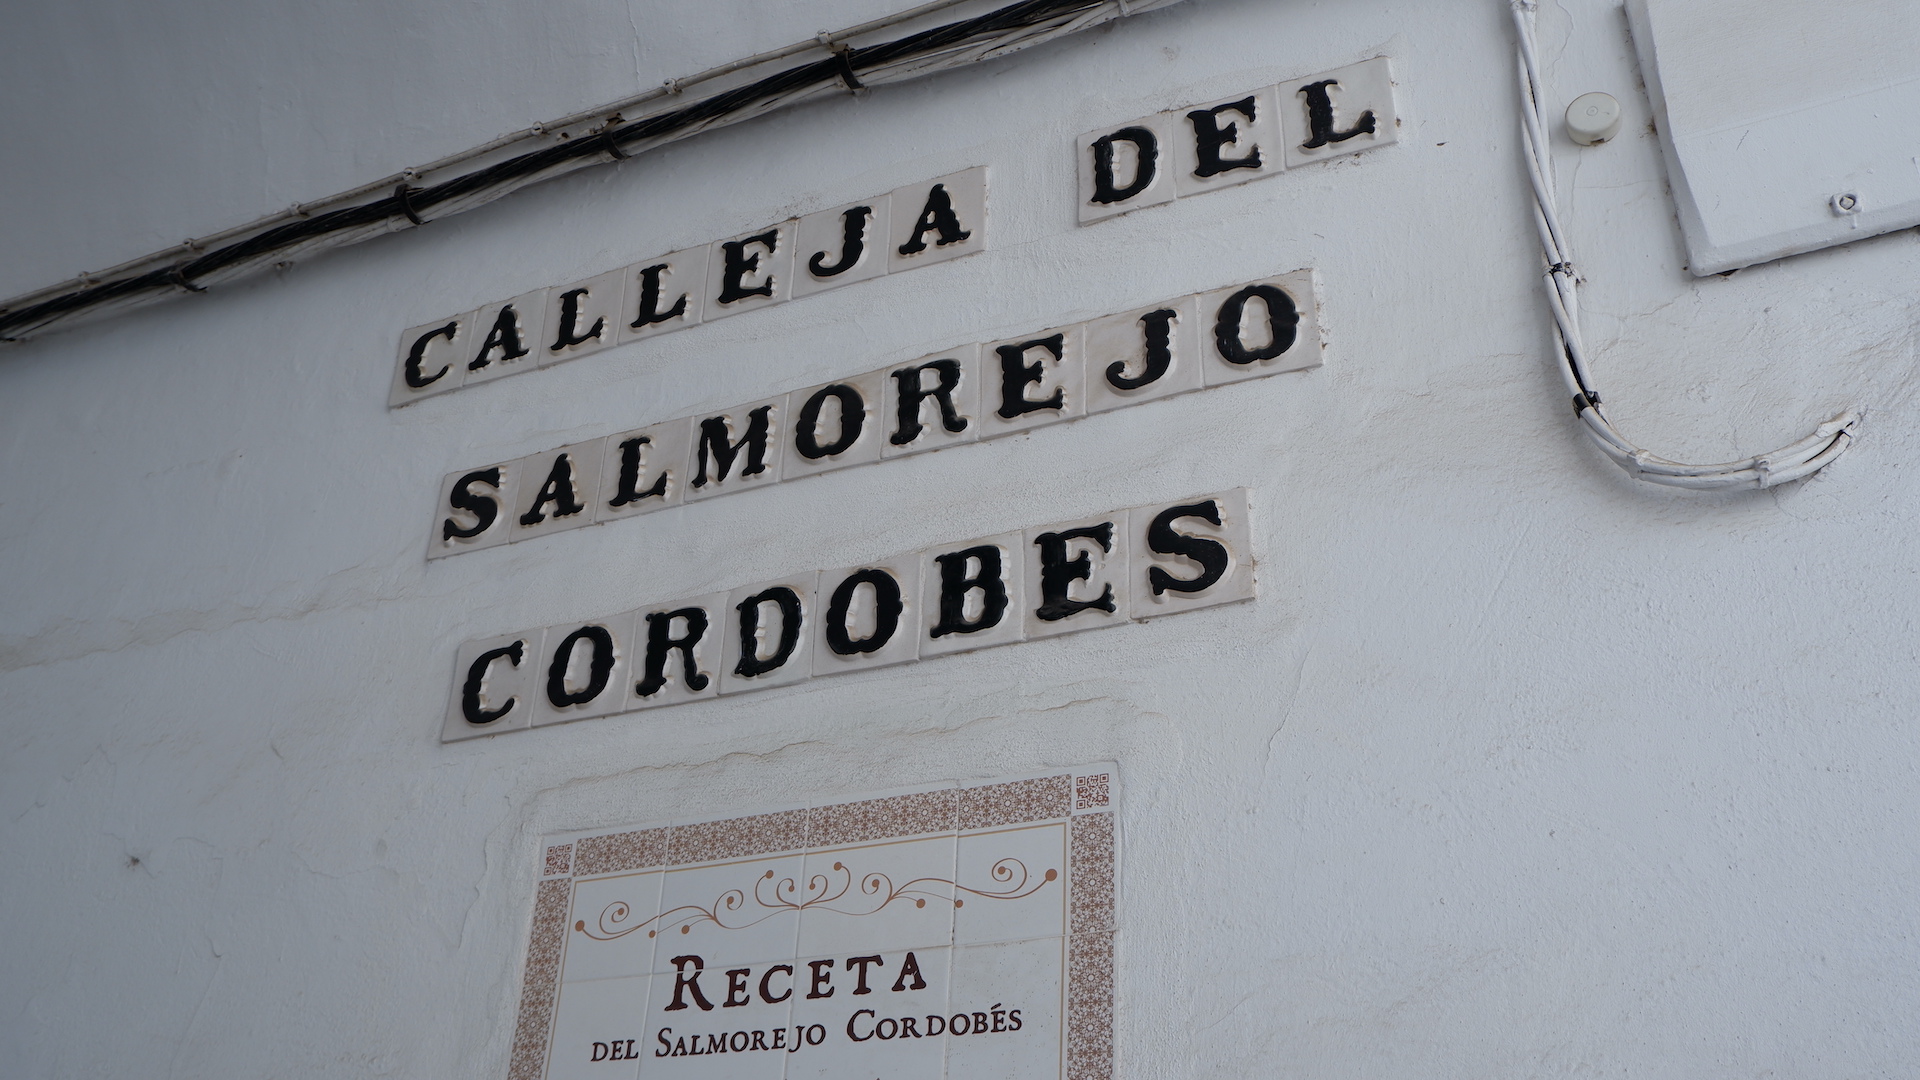 CALLEJA DEL
SALMOREJO
CORDOBES
RECETA
DEL SALMOREJO CORDOBÉS